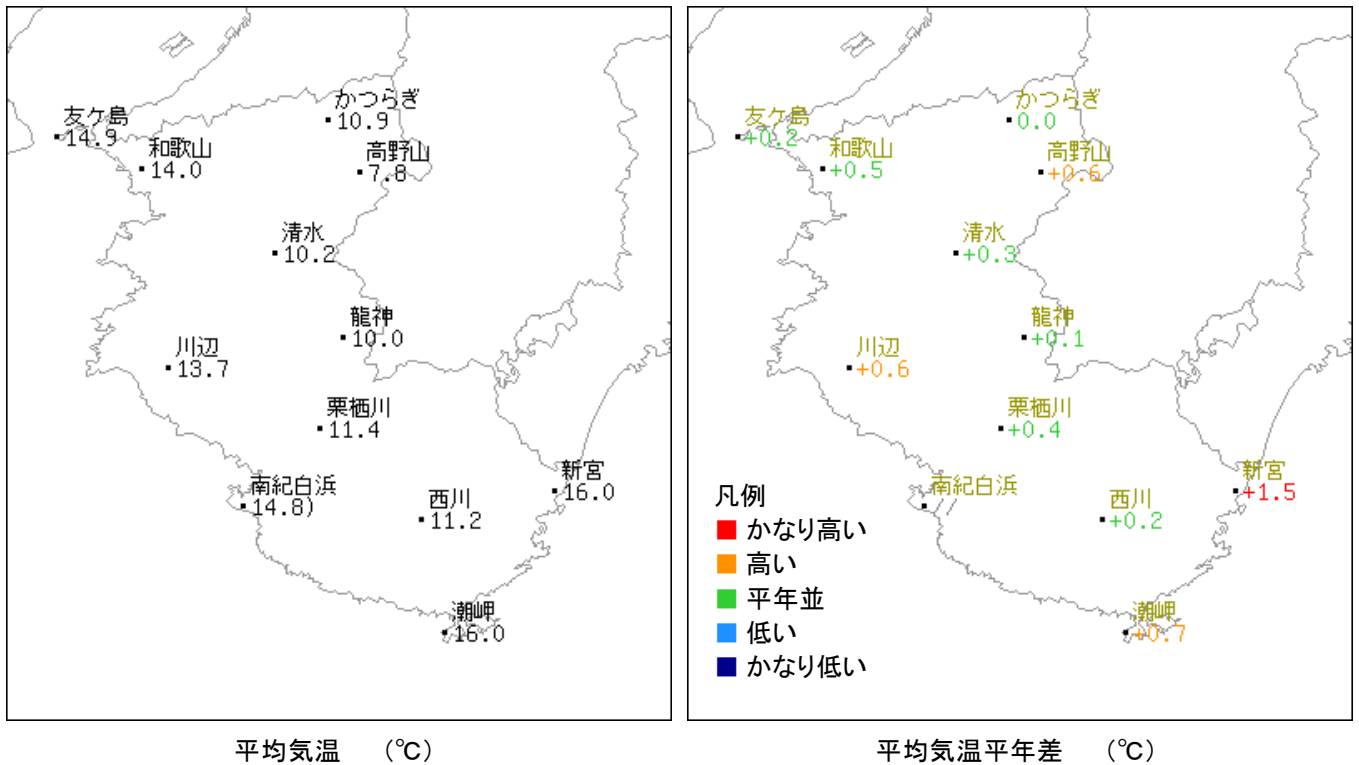 友ケ島
14.9
和歌山
14.0
かつらぎ
10.9
高野山
7.8
清水
10.2
龍神
10.0
川辺
13.7
栗栖川
11.4
南紀白浜
14.8)
西川
11.2
新宮
16.0
潮岬
16.0
平均気温 (℃)
友ケ島
+0.2
和歌山
+0.5
かつらぎ
0.0
高野山
+0.6
清水
+0.3
龍神
+0.1
川辺
+0.6
栗栖川
+0.4
南紀白浜
//
西川
+0.2
新宮
+1.5
潮岬
+0.7
凡例
かなり高い
高い
平年並
低い
かなり低い
平均気温平年差 (℃)